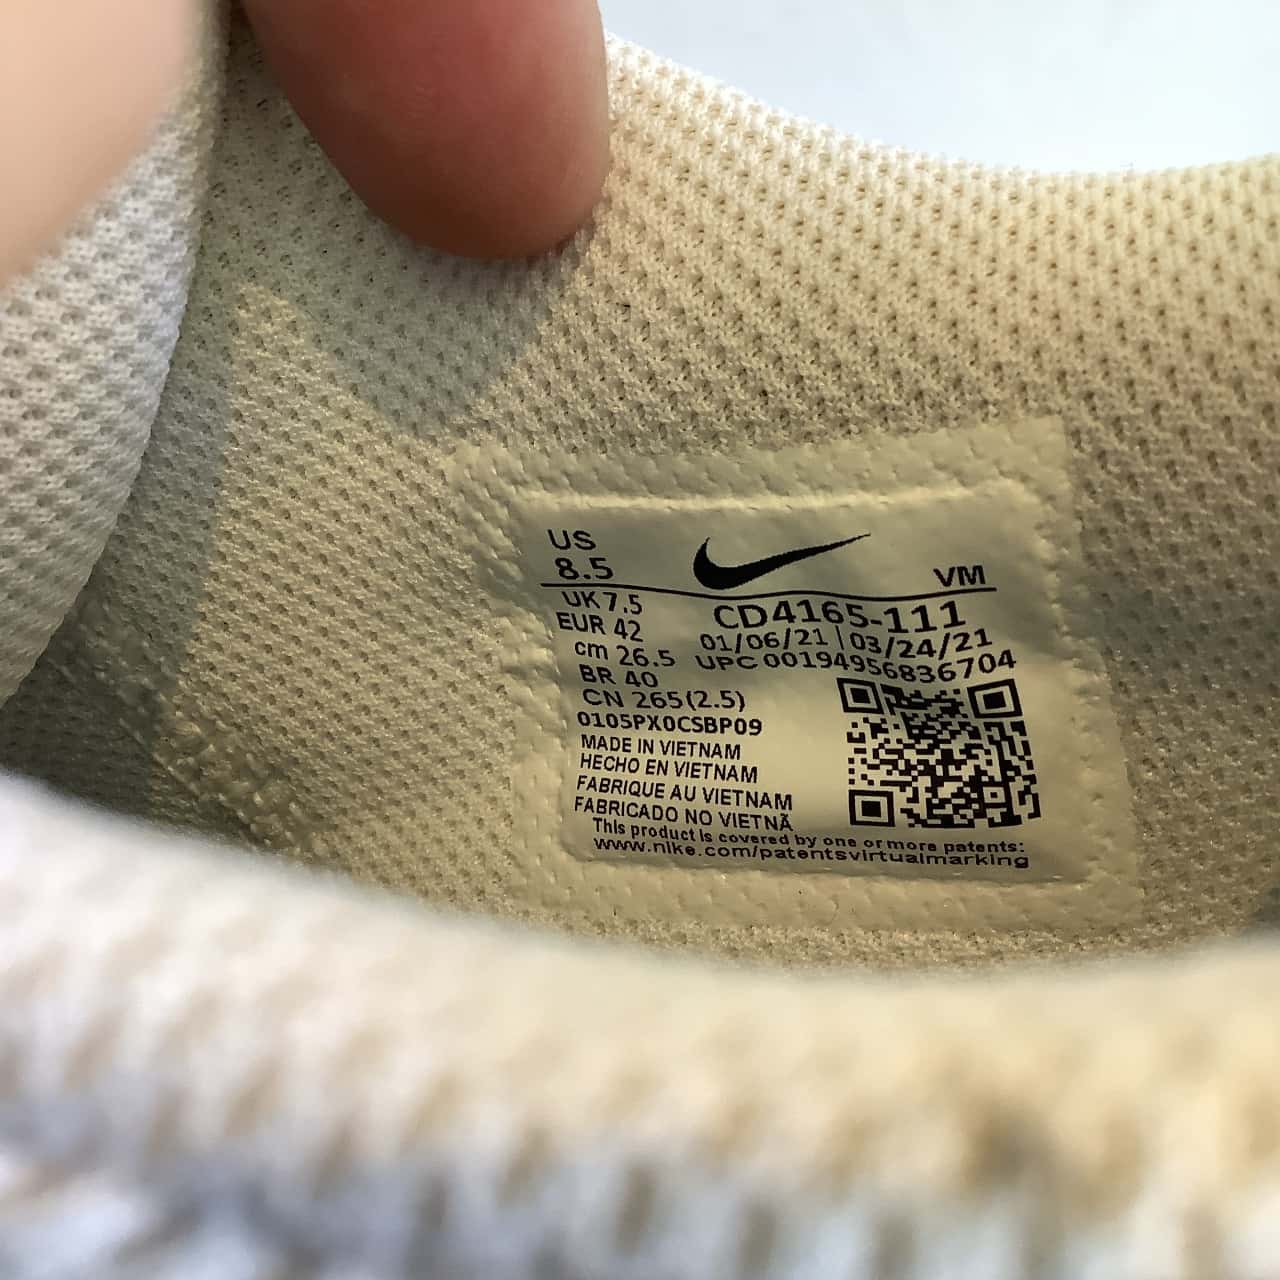 US
8.5
VM
UK 7.5
CD4165-111
EUR 42
01/06/21 | 03/24/21
cm 26.5
UPC 00194956836704
BR 40
CN 265(2.5)
0105PX0CSBP09
MADE IN VIETNAM
HECHO EN VIETNAM
FABRIQUE AU VIETNAM
FABRICADO NO VIETNÃ
This product is covered by one or more patents:
www.nike.com/patentsvirtualmarking